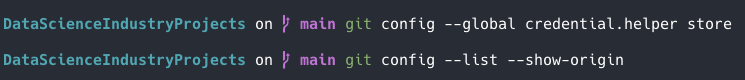 DataScienceIndustryProjects on main git config --global credential.helper store
DataScienceIndustryProjects on main git config --list --show-origin